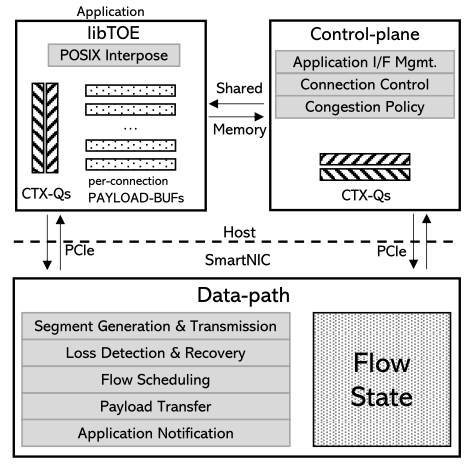 Application
libTOE
POSIX Interpose
CTX-Qs
...
per-connection
PAYLOAD-BUFs
Shared
Memory
Control-plane
Application I/F Mgmt.
Connection Control
Congestion Policy
CTX-Qs
PCIe
Host
SmartNIC
PCIe
Data-path
Segment Generation & Transmission
Loss Detection & Recovery
Flow Scheduling
Payload Transfer
Application Notification
Flow
State